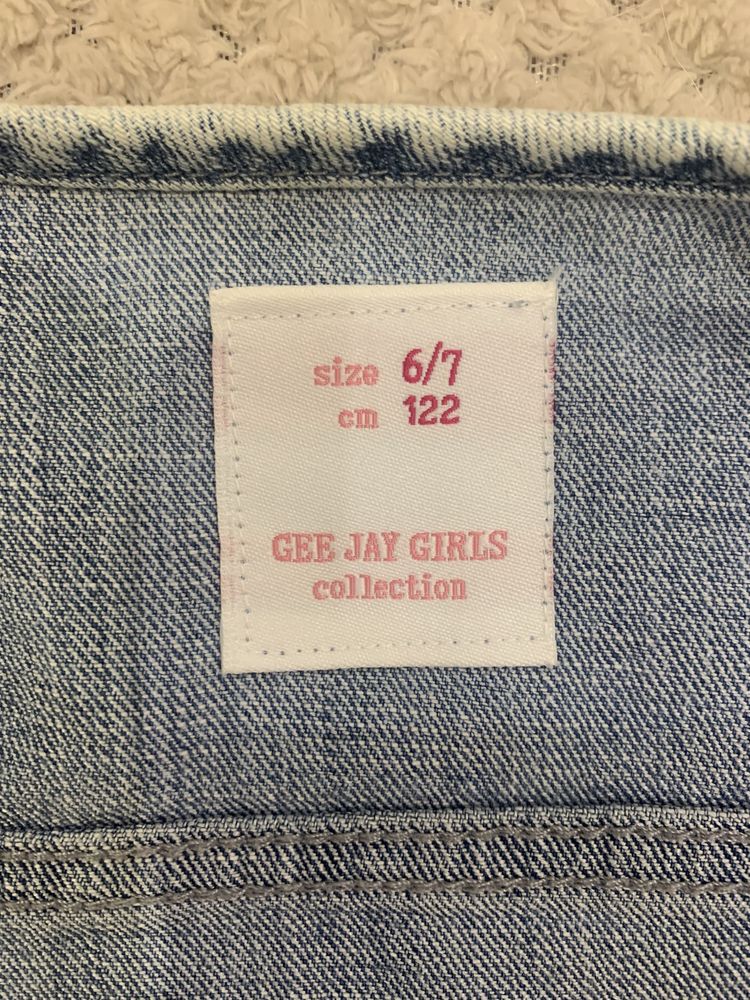 size 6/7
cm 122
GEE JAY GIRLS
collection